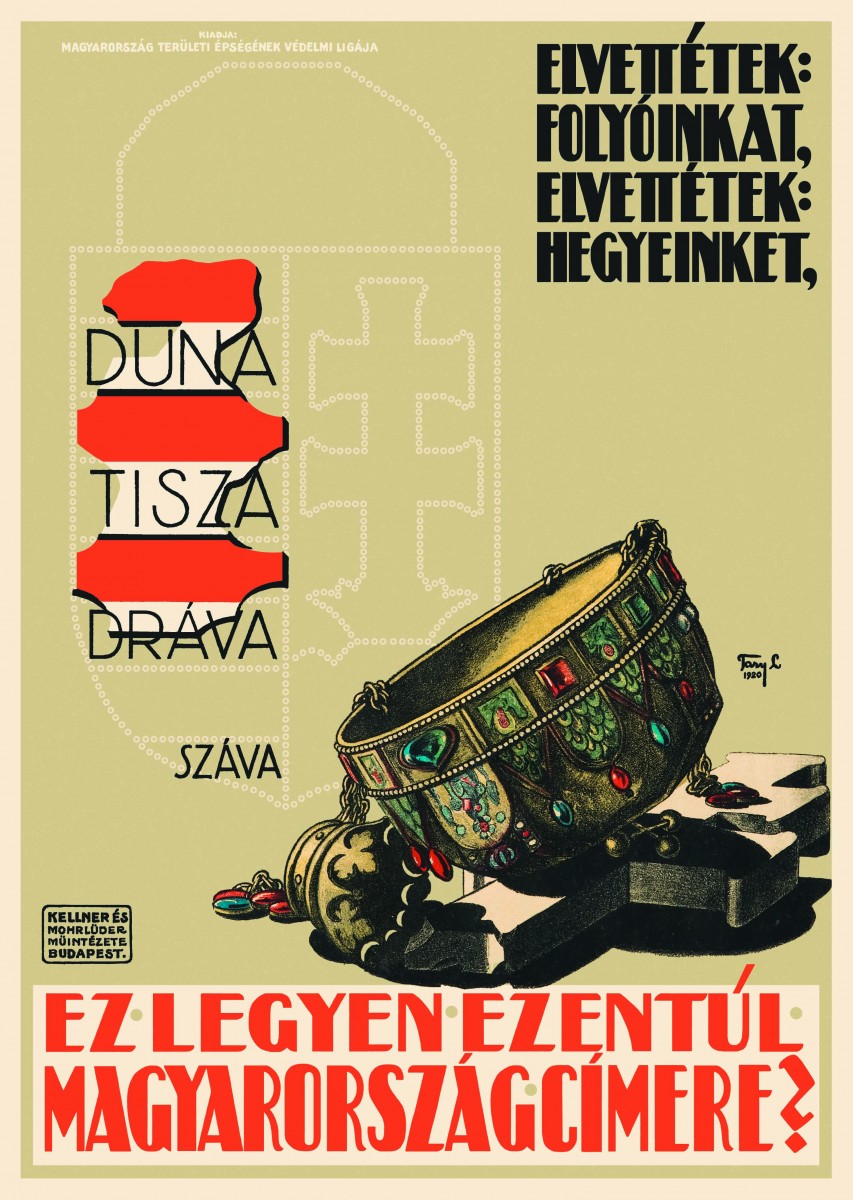 KIADJA:
MAGYARORSZÁG TERÜLETI ÉPSÉGÉNEK VÉDELMI LIGÁJA
ELVETTÉTEK:
FOLYÓINKAT,
ELVETTÉTEK:
HEGYEINKET,
DUNA
TISZA
DRÁVA
SZÁVA
Tary L
1920
KELLNER ÉS
MOHRLÜDER
MŰINTÉZETE
BUDAPEST.
EZ·LEGYEN·EZENTÚL·
MAGYARORSZÁG·CÍMERE?